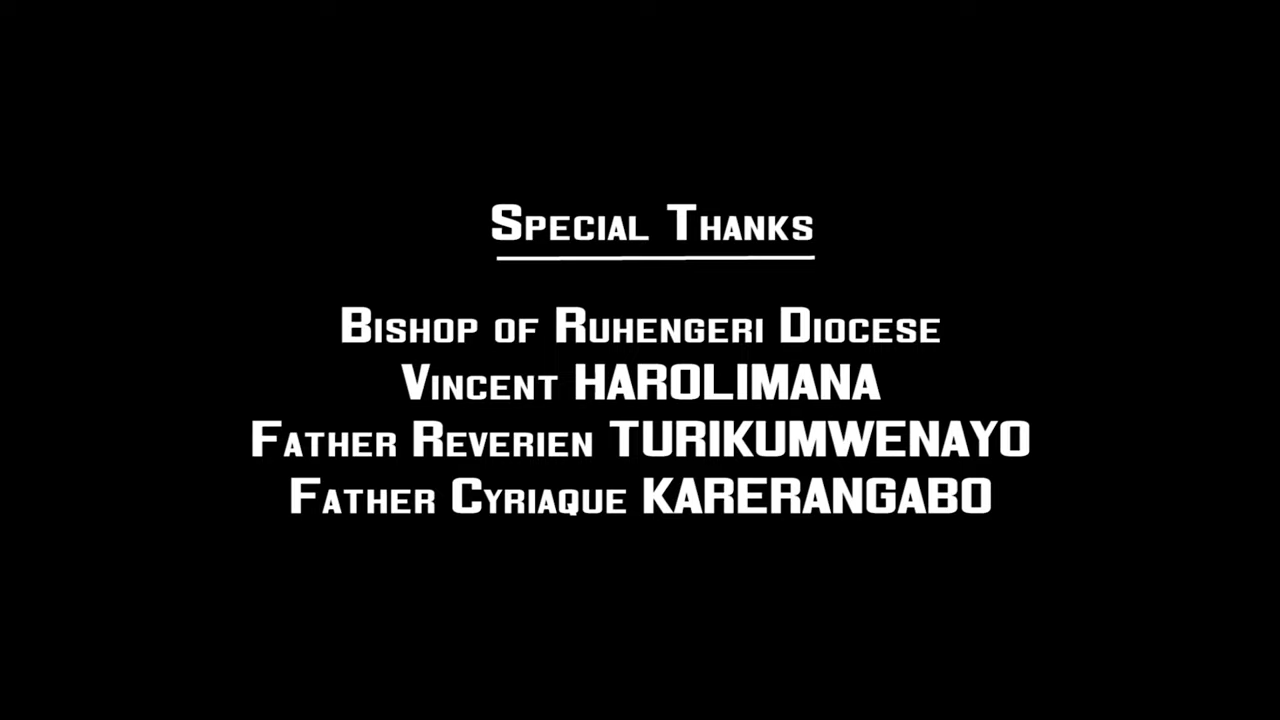 Special Thanks
Bishop of Ruhengeri Diocese
Vincent HAROLIMANA
Father Reverien TURIKUMWENAYO
Father Cyriaque KARERANGABO